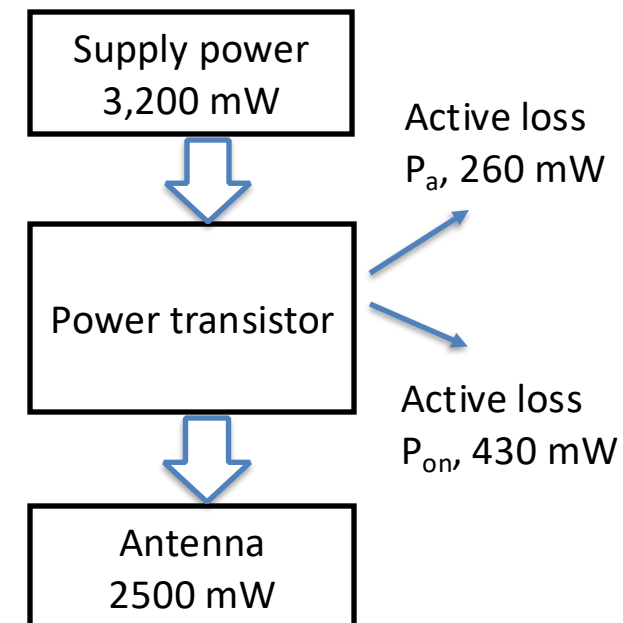 Supply power
3,200 mW
Active loss
Pₐ, 260 mW
Power transistor
Active loss
Pₒₙ, 430 mW
Antenna
2500 mW